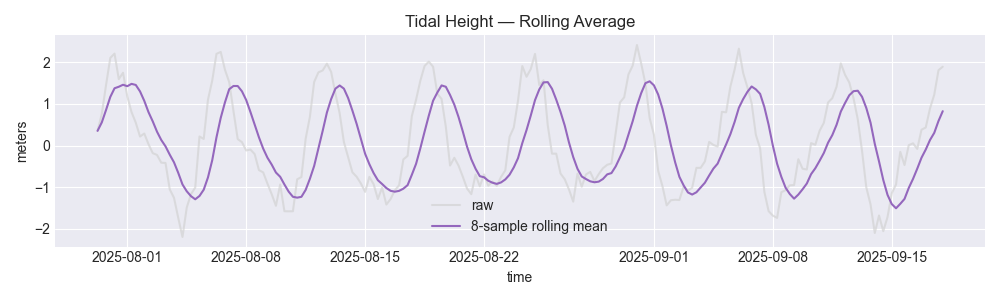 Tidal Height — Rolling Average
meters
2
1
0
−1
−2
raw
8-sample rolling mean
2025-08-01 2025-08-08 2025-08-15 2025-08-22 2025-09-01 2025-09-08 2025-09-15
time